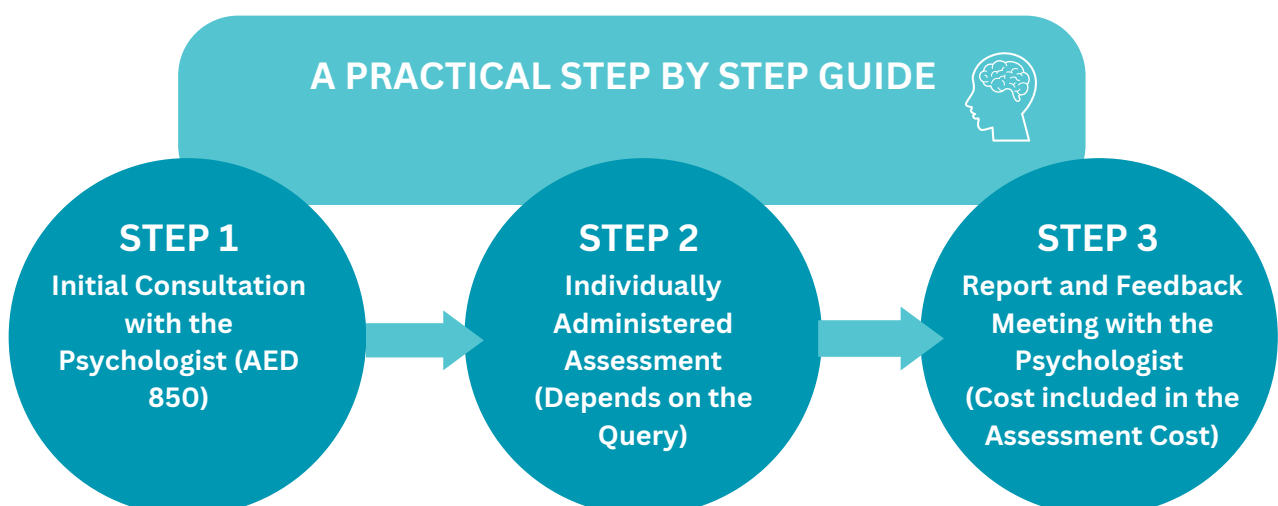 A PRACTICAL STEP BY STEP GUIDE
STEP 1
Initial Consultation
with the
Psychologist (AED
850)
STEP 2
Individually
Administered
Assessment
(Depends on the
Query)
STEP 3
Report and Feedback
Meeting with the
Psychologist
(Cost included in the
Assessment Cost)